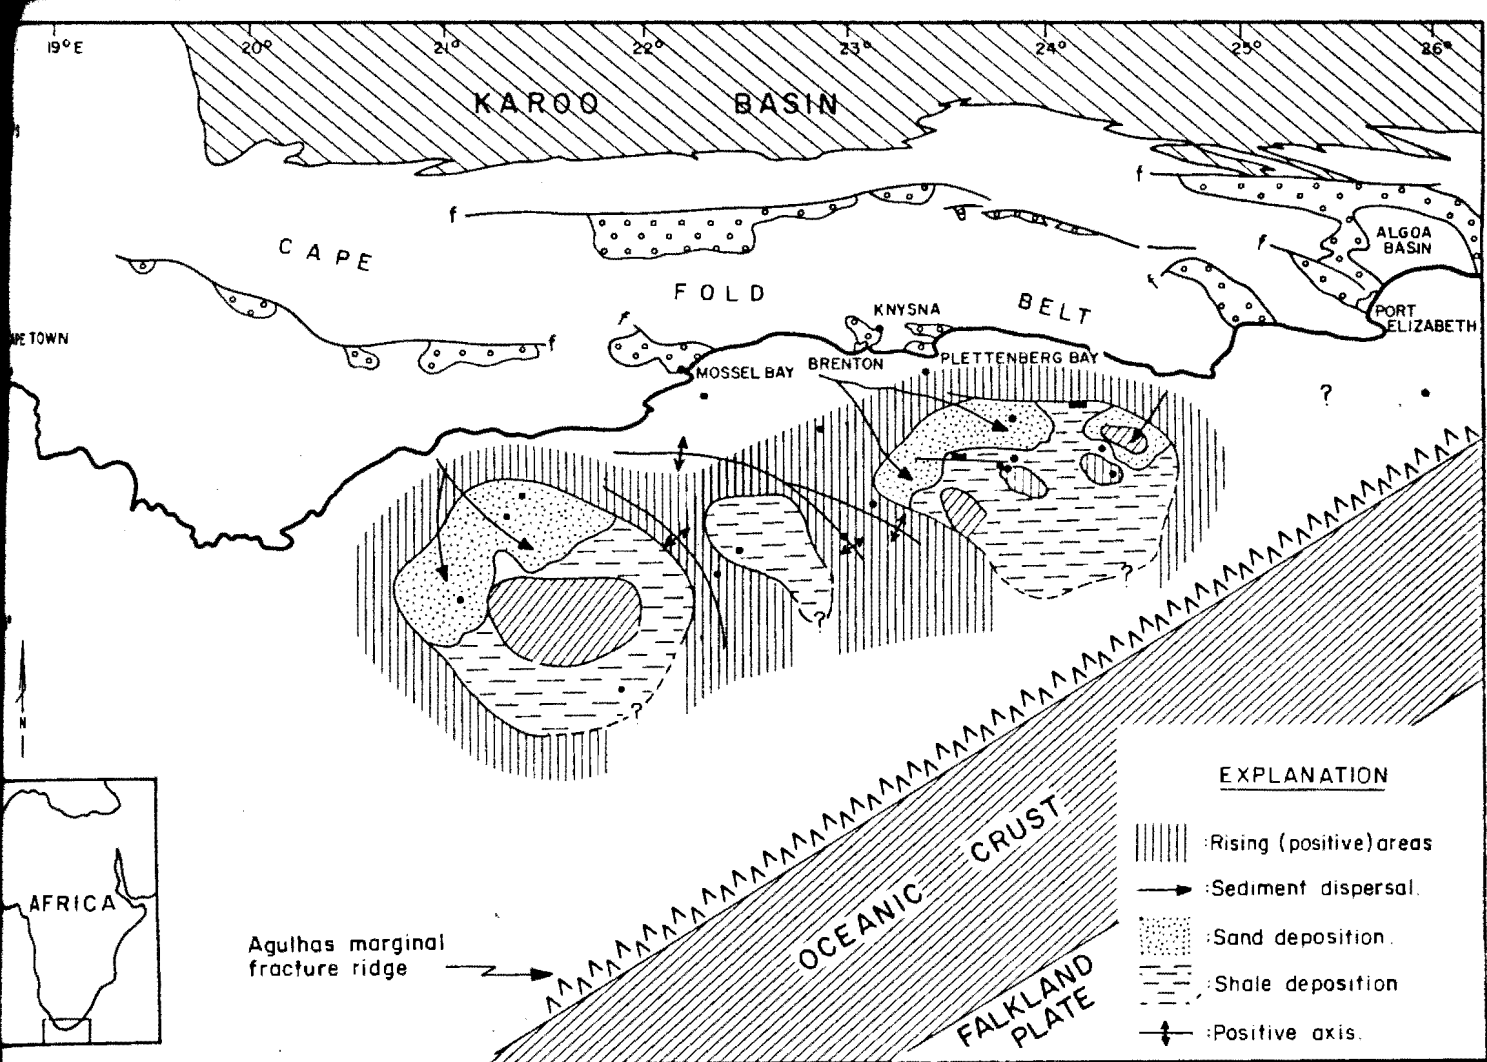 19°E 20° 21° 22° 23° 24° 25° 26°
KAROO BASIN
f
f
ALGOA
BASIN
f
CAPE
FOLD
BELT
f
KNYSNA
f
PORT
ELIZABETH
f
MOSSEL BAY
BRENTON
PLETTENBERG BAY
?
?
?
?
N
AFRICA
Agulhas marginal
fracture ridge
OCEANIC CRUST
FALKLAND
PLATE
EXPLANATION
:Rising (positive) areas
:Sediment dispersal.
:Sand deposition.
:Shale deposition
:Positive axis.